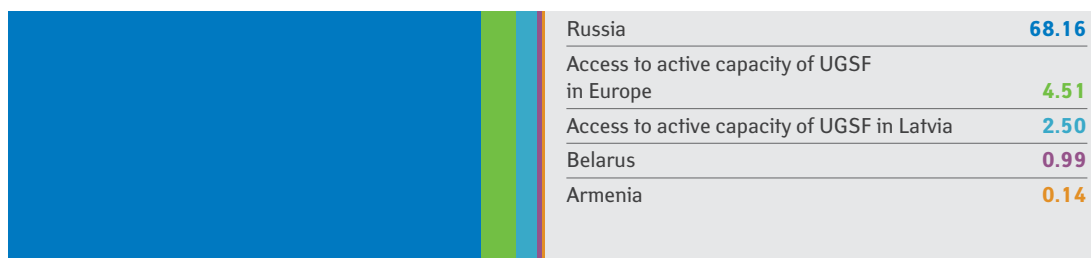 Russia 68.16
Access to active capacity of UGSF
in Europe 4.51
Access to active capacity of UGSF in Latvia 2.50
Belarus 0.99
Armenia 0.14